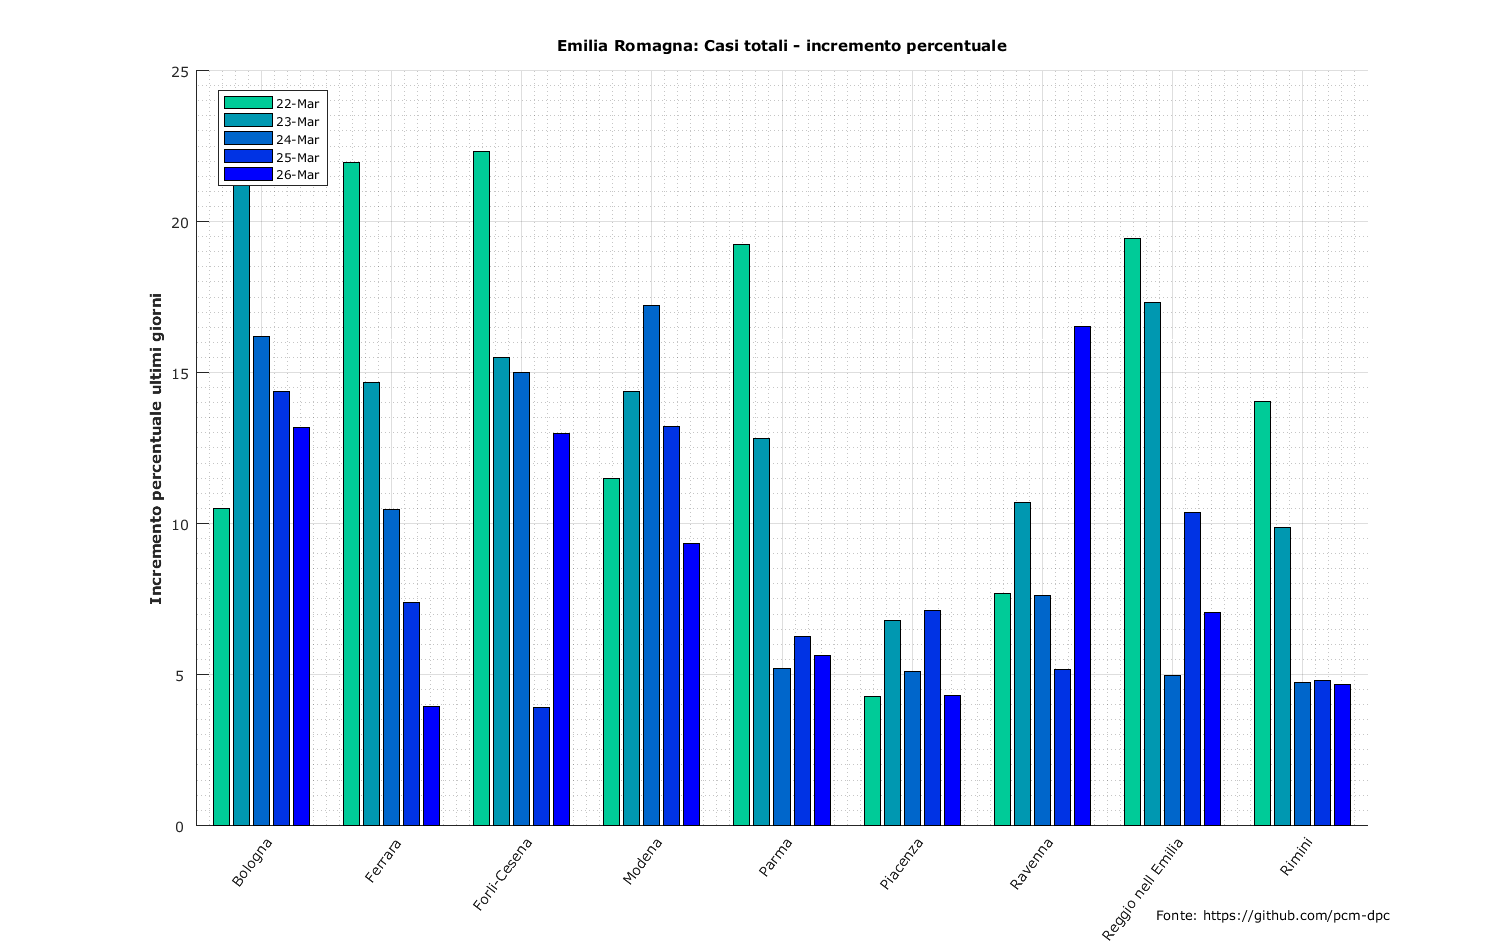 Emilia Romagna: Casi totali - incremento percentuale
25
20
15
10
5
0
Incremento percentuale ultimi giorni
22-Mar
23-Mar
24-Mar
25-Mar
26-Mar
Bologna
Ferrara
Forlì-Cesena
Modena
Parma
Piacenza
Ravenna
Reggio nell Emilia
Rimini
Fonte: https://github.com/pcm-dpc